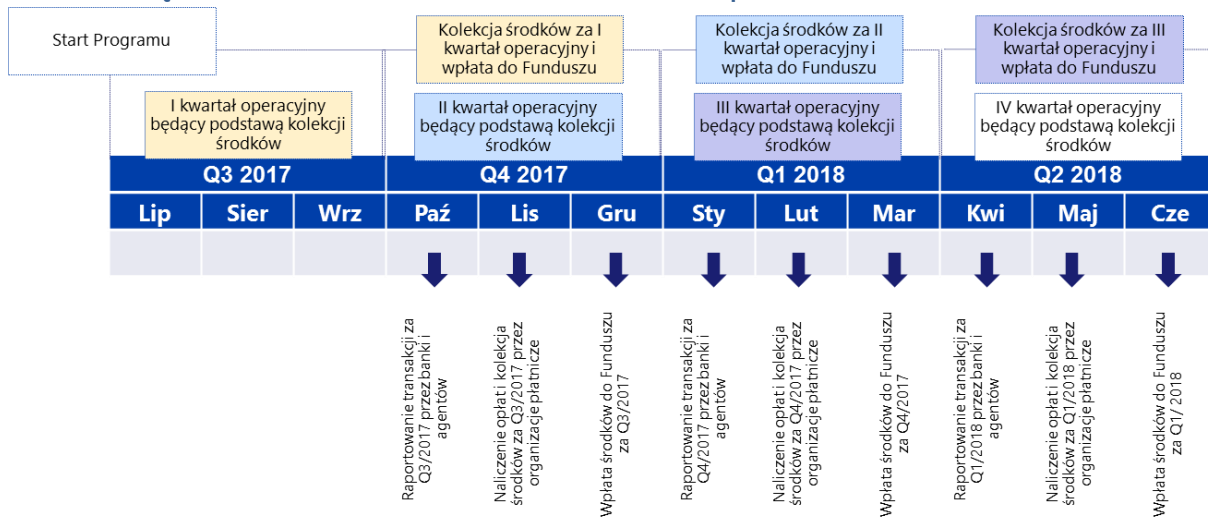 Start Programu
Kolekcja środków za I
kwartał operacyjny i
wpłata do Funduszu
Kolekcja środków za II
kwartał operacyjny i
wpłata do Funduszu
Kolekcja środków za III
kwartał operacyjny i
wpłata do Funduszu
I kwartał operacyjny
będący podstawą kolekcji
środków
II kwartał operacyjny
będący podstawą kolekcji
środków
III kwartał operacyjny
będący podstawą kolekcji
środków
IV kwartał operacyjny
będący podstawą kolekcji
środków
Q3 2017
Q4 2017
Q1 2018
Q2 2018
Lip
Sier
Wrz
Paź
Lis
Gru
Sty
Lut
Mar
Kwi
Maj
Cze
Raportowanie transakcji za
Q3/2017 przez banki i
agentów
Naliczenie opłat i kolekcja
środków za Q3/2017 przez
organizacje płatnicze
Wpłata środków do Funduszu
za Q3/2017
Raportowanie transakcji za
Q4/2017 przez banki i
agentów
Naliczenie opłat i kolekcja
środków za Q4/2017 przez
organizacje płatnicze
Wpłata środków do Funduszu
za Q4/2017
Raportowanie transakcji za
Q1/2018 przez banki i
agentów
Naliczenie opłat i kolekcja
środków za Q1/2018 przez
organizacje płatnicze
Wpłata środków do Funduszu
za Q1/ 2018